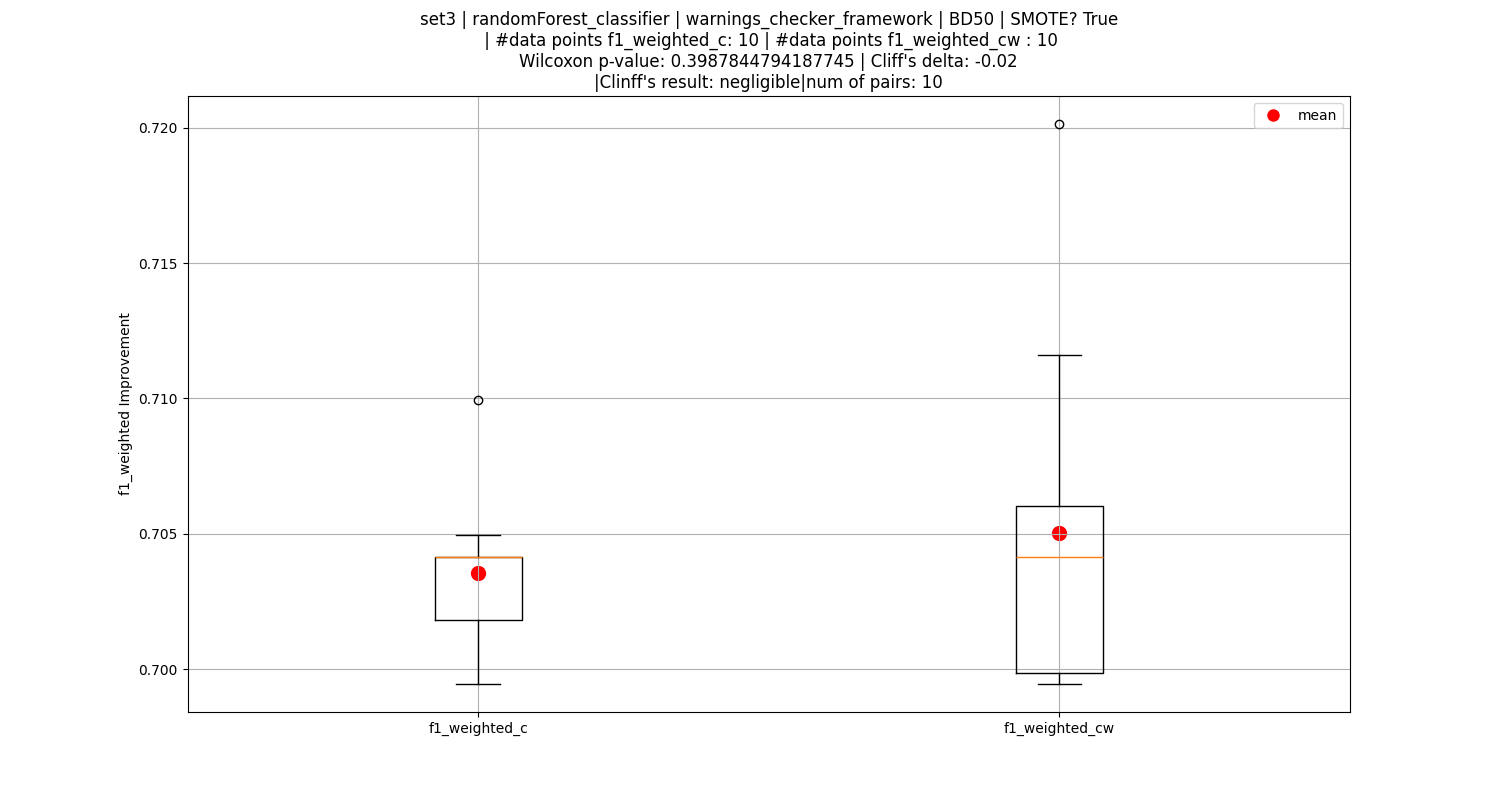 set3 | randomForest_classifier | warnings_checker_framework | BD50 | SMOTE? True
| #data points f1_weighted_c: 10 | #data points f1_weighted_cw : 10
Wilcoxon p-value: 0.3987844794187745 | Cliff's delta: -0.02
|Clinff's result: negligible|num of pairs: 10
mean
0.720
0.715
0.710
0.705
0.700
f1_weighted Improvement
f1_weighted_c
f1_weighted_cw